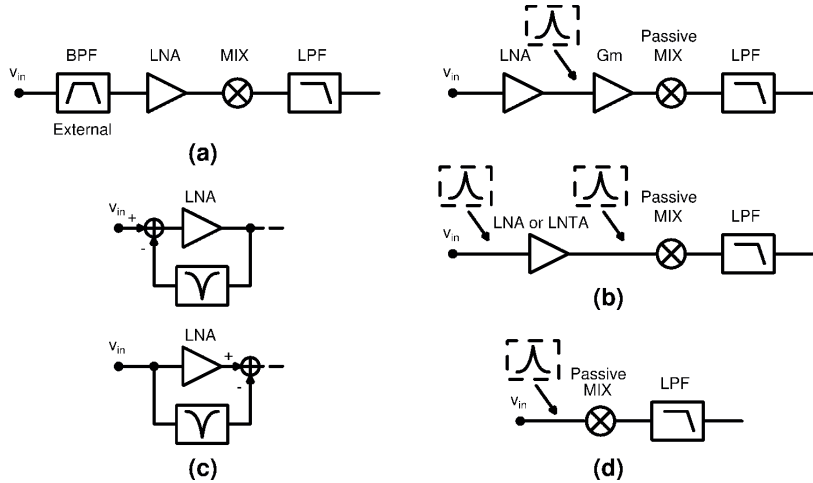 BPF
LNA
MIX
LPF
vin
External
(a)
LNA
Gm
Passive
MIX
LPF
vin
LNA or LNTA
Passive
MIX
LPF
vin
(b)
LNA
vin
+
-
LNA
vin
+
-
(c)
Passive
MIX
LPF
vin
(d)